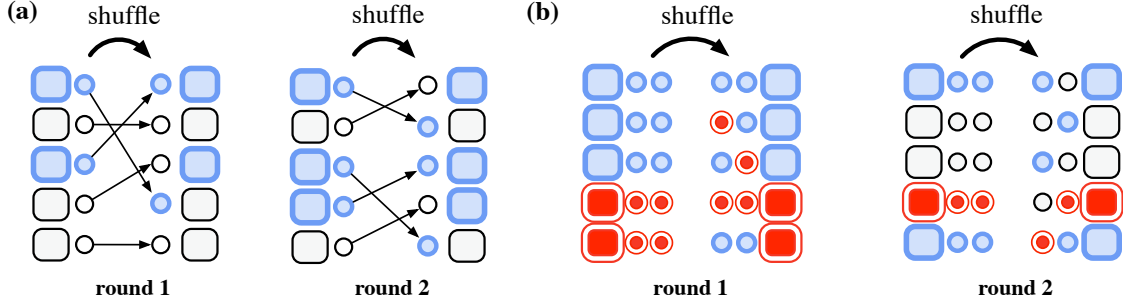 (a)
shuffle
shuffle
round 1
round 2
(b)
shuffle
shuffle
round 1
round 2